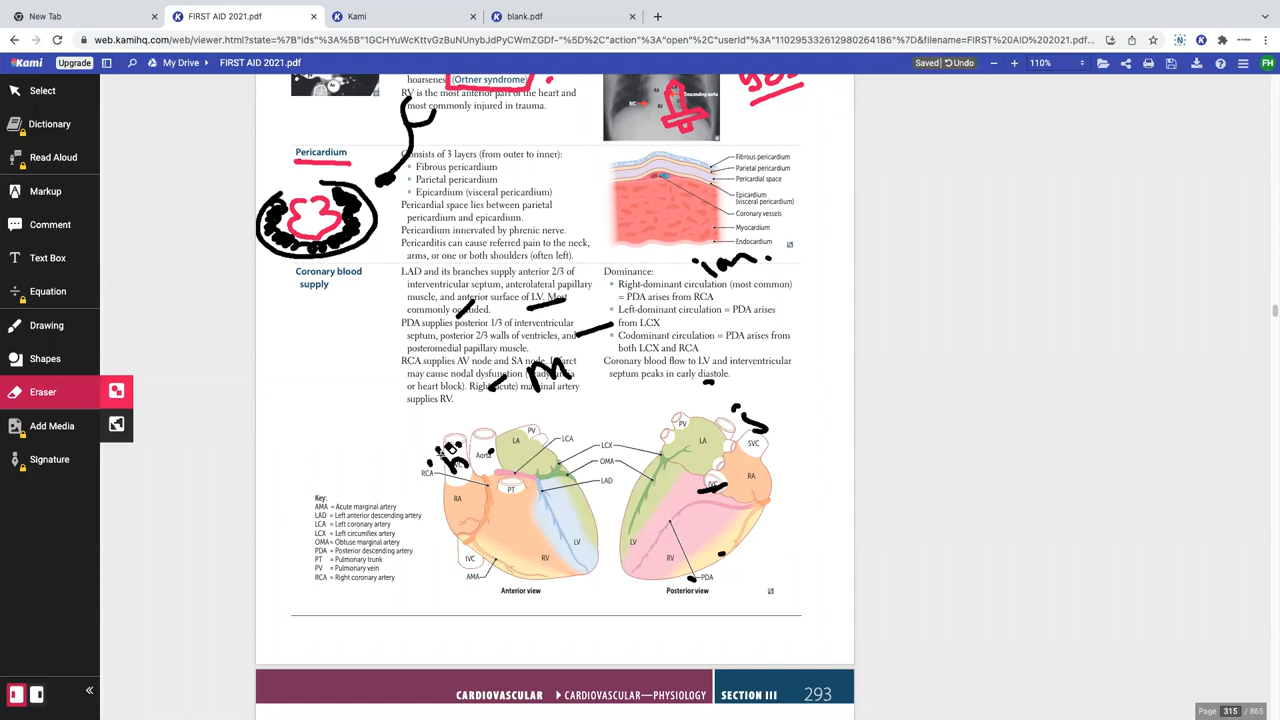 New Tab
FIRST AID 2021.pdf
Kami
blank.pdf
web.kamihq.com/web/viewer.html?state=%7B"ids"%3A%5B"1GCHYuWcKttvGzBuNUnybJdPyCWmZGDf-"%5D%2C"action"%3A"open"%2C"userId"%3A"110295332612980264186"%7D&filename=FIRST%20AID%202021.pdf...
Kami
Upgrade
My Drive
FIRST AID 2021.pdf
110%
Saved
Undo
FH
Select
Dictionary
Read Aloud
Markup
Comment
Text Box
Equation
Drawing
Shapes
Eraser
Add Media
Signature
hoarseness (Ortner syndrome)
RV is the most anterior part of the heart and
most commonly injured in trauma.
Descending aorta
RA
RV
Pericardium
Consists of 3 layers (from outer to inner):
Fibrous pericardium
Parietal pericardium
Epicardium (visceral pericardium)
Pericardial space lies between parietal
pericardium and epicardium.
Pericardium innervated by phrenic nerve.
Pericarditis can cause referred pain to the neck,
arms, or one or both shoulders (often left).
Fibrous pericardium
Parietal pericardium
Pericardial space
Epicardium
(visceral pericardium)
Coronary vessels
Myocardium
Endocardium
Coronary blood
supply
LAD and its branches supply anterior 2/3 of
interventricular septum, anterolateral papillary
muscle, and anterior surface of LV. Most
commonly occluded.
PDA supplies posterior 1/3 of interventricular
septum, posterior 2/3 walls of ventricles, and
posteromedial papillary muscle.
RCA supplies AV node and SA node. Infarct
may cause nodal dysfunction (bradycardia
or heart block). Right (acute) marginal artery
supplies RV.
Dominance:
Right-dominant circulation (most common)
= PDA arises from RCA
Left-dominant circulation = PDA arises
from LCX
Codominant circulation = PDA arises from
both LCX and RCA
Coronary blood flow to LV and interventricular
septum peaks in early diastole.
Key:
AMA = Acute marginal artery
LAD = Left anterior descending artery
LCA = Left coronary artery
LCX = Left circumflex artery
OMA = Obtuse marginal artery
PDA = Posterior descending artery
PT = Pulmonary trunk
PV = Pulmonary vein
RCA = Right coronary artery
Aorta
LA
PV
LCA
RCA
RA
PT
LV
RV
IVC
AMA
Anterior view
LCX
OMA
LAD
PV
LA
SVC
IVC
RA
LV
RV
PDA
Posterior view
CARDIOVASCULAR
CARDIOVASCULAR—PHYSIOLOGY
SECTION III
293
Page 315 / 865